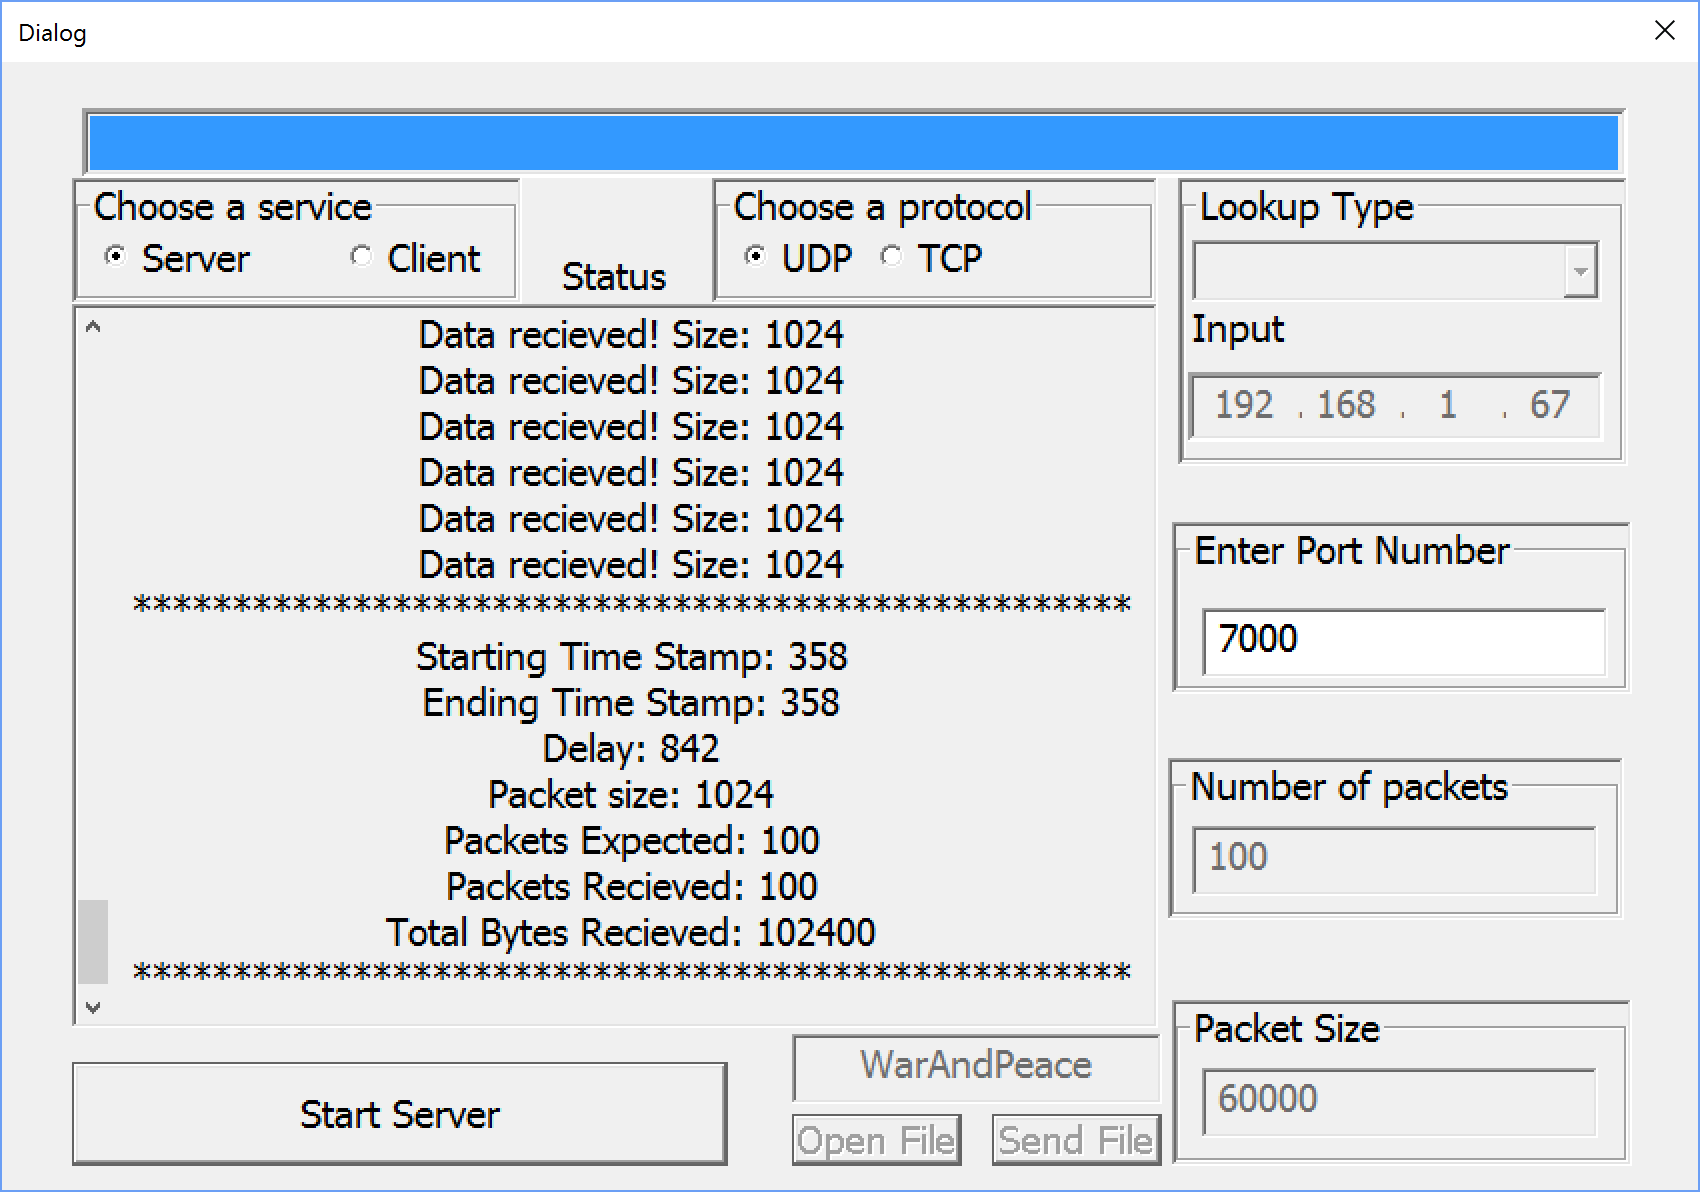 Dialog
Choose a service
Server
Client
Status
Choose a protocol
UDP
TCP
Lookup Type
Input
192 . 168 . 1 . 67
Data recieved! Size: 1024
Data recieved! Size: 1024
Data recieved! Size: 1024
Data recieved! Size: 1024
Data recieved! Size: 1024
Data recieved! Size: 1024
**************************************************
Starting Time Stamp: 358
Ending Time Stamp: 358
Delay: 842
Packet size: 1024
Packets Expected: 100
Packets Recieved: 100
Total Bytes Recieved: 102400
**************************************************
Enter Port Number
7000
Number of packets
100
Packet Size
60000
Start Server
WarAndPeace
Open File
Send File